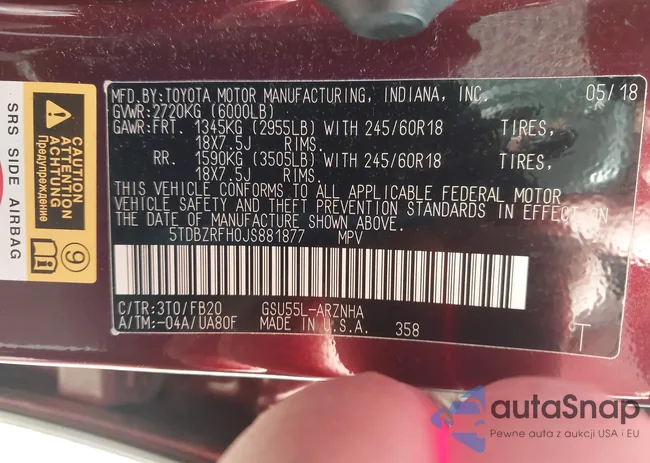 SRS SIDE AIRBAG
CAUTION
ATTENTION
ACHTUNG
Предупреждение
9
MFD.BY:TOYOTA MOTOR MANUFACTURING, INDIANA, INC. 05/18
GVWR:2720KG (6000LB)
GAWR:FRT. 1345KG (2955LB) WITH 245/60R18 TIRES,
18X7.5J RIMS.
RR. 1590KG (3505LB) WITH 245/60R18 TIRES,
18X7.5J RIMS.
THIS VEHICLE CONFORMS TO ALL APPLICABLE FEDERAL MOTOR
VEHICLE SAFETY AND THEFT PREVENTION STANDARDS IN EFFECT ON
THE DATE OF MANUFACTURE SHOWN ABOVE.
5TDBZRFH0JS881877 MPV
C/TR:3T0/FB20 GSU55L-ARZNHA
A/TM:-04A/UA80F MADE IN U.S.A. 358
T
autaSnap
Pewne auta z aukcji USA i EU